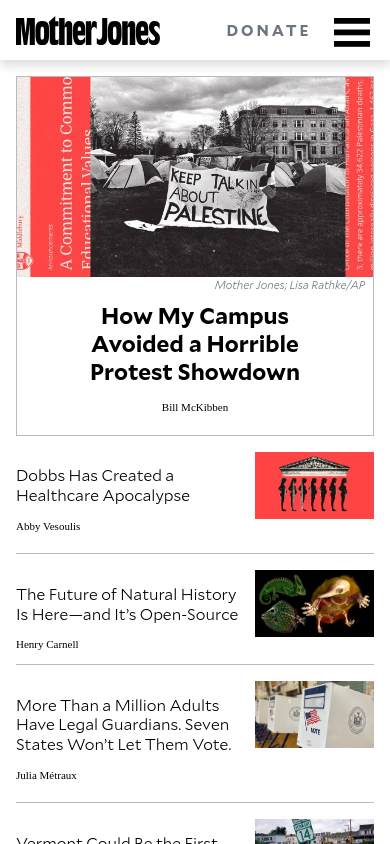 Mother Jones
DONATE
Middlebury
Announcements
A Commitment to Commo
Educational Values
KEEP TALKIN
ABOUT
PALESTINE
3, there are approximately 34,622 Palestinian deaths,
Mother Jones; Lisa Rathke/AP
How My Campus
Avoided a Horrible
Protest Showdown
Bill McKibben
Dobbs Has Created a
Healthcare Apocalypse
Abby Vesoulis
The Future of Natural History
Is Here—and It’s Open-Source
Henry Carnell
More Than a Million Adults
Have Legal Guardians. Seven
States Won’t Let Them Vote.
Julia Métraux
VOTE
Vermont Could Be the First
14